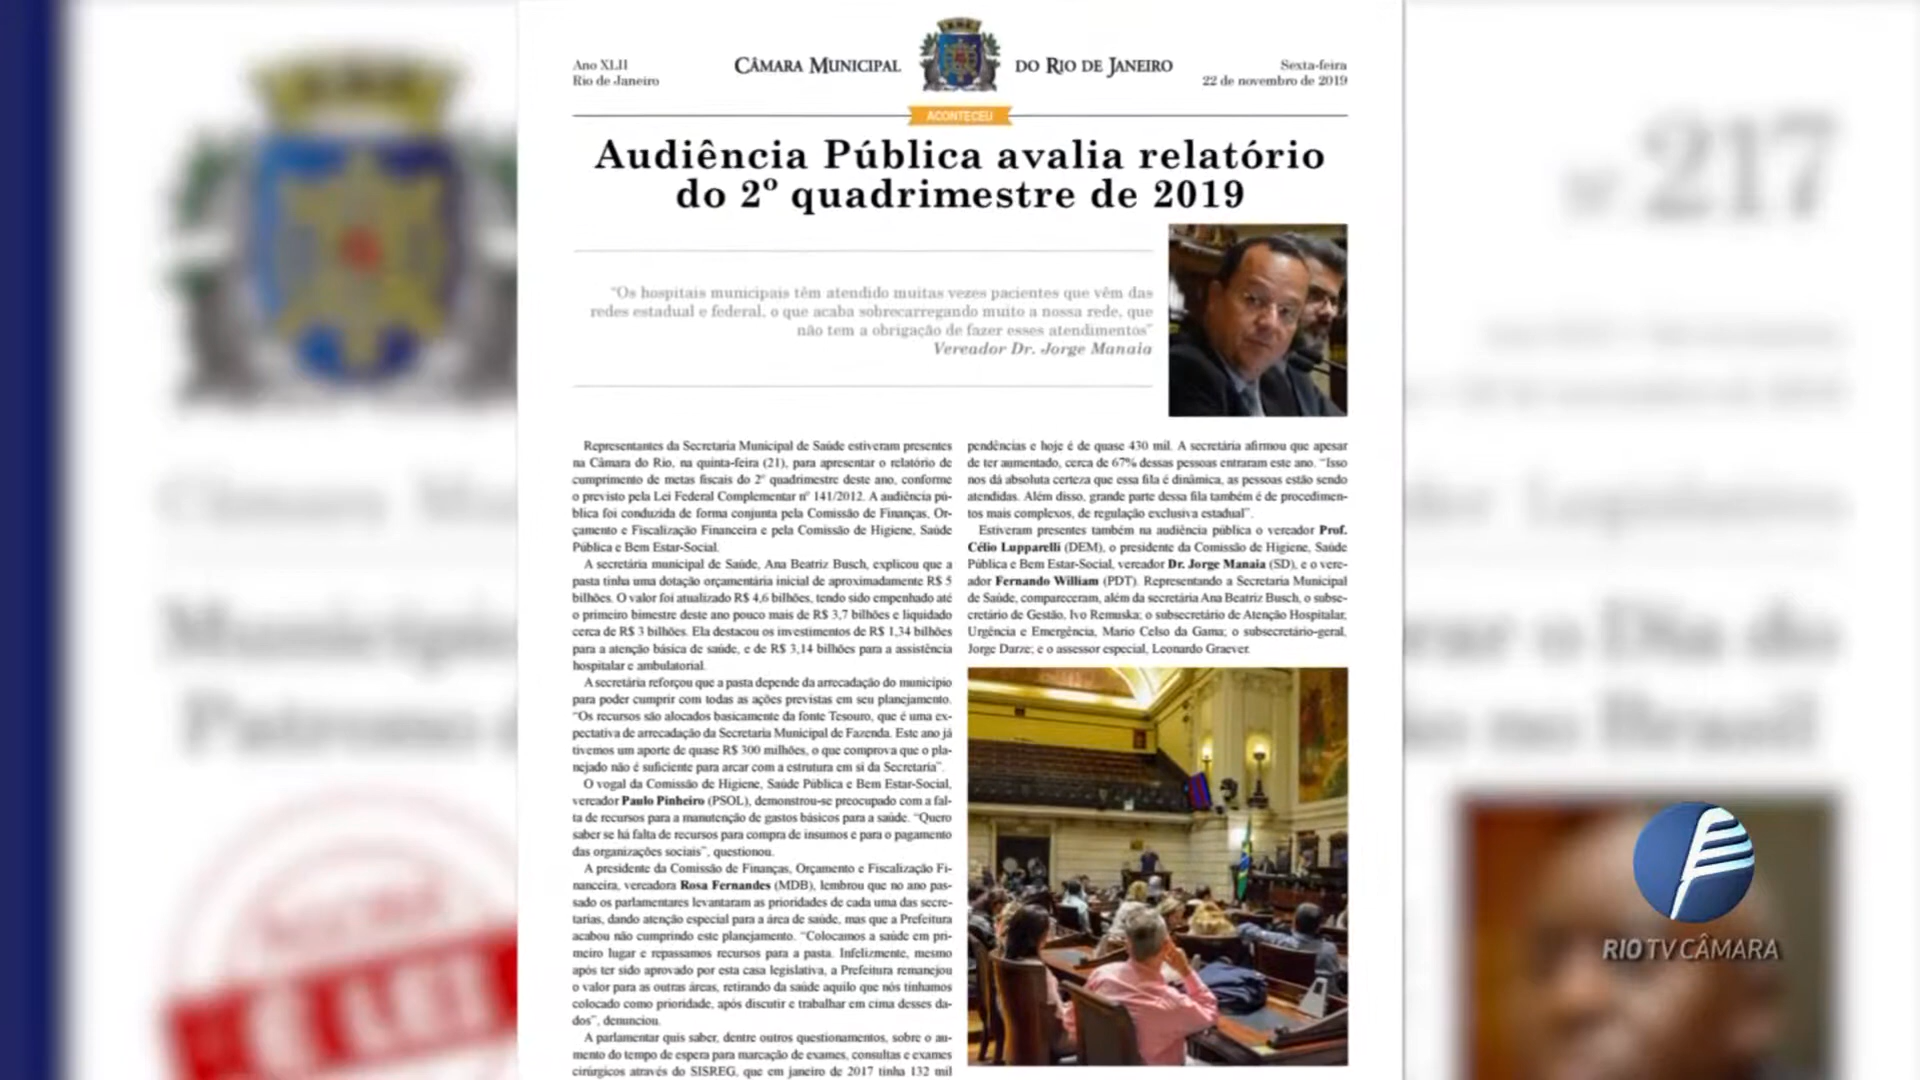 Ano XLII
Rio de Janeiro
CÂMARA MUNICIPAL DO RIO DE JANEIRO
Sexta-feira
22 de novembro de 2019
ACONTECEU
Audiência Pública avalia relatório
do 2º quadrimestre de 2019
"Os hospitais municipais têm atendido muitas vezes pacientes que vêm das
redes estadual e federal, o que acaba sobrecarregando muito a nossa rede, que
não tem a obrigação de fazer esses atendimentos"
Vereador Dr. Jorge Manaia
Representantes da Secretaria Municipal de Saúde estiveram presentes
na Câmara do Rio, na quinta-feira (21), para apresentar o relatório de
cumprimento de metas fiscais do 2º quadrimestre deste ano, conforme
o previsto pela Lei Federal Complementar nº 141/2012. A audiência pú-
blica foi conduzida de forma conjunta pela Comissão de Finanças, Or-
çamento e Fiscalização Financeira e pela Comissão de Higiene, Saúde
Pública e Bem Estar-Social.
A secretária municipal de Saúde, Ana Beatriz Busch, explicou que a
pasta tinha uma dotação orçamentária inicial de aproximadamente R$ 5
bilhões. O valor foi atualizado R$ 4,6 bilhões, tendo sido empenhado até
o primeiro bimestre deste ano pouco mais de R$ 3,7 bilhões e liquidado
cerca de R$ 3 bilhões. Ela destacou os investimentos de R$ 1,34 bilhões
para a atenção básica de saúde, e de R$ 3,14 bilhões para a assistência
hospitalar e ambulatorial.
A secretária reforçou que a pasta depende da arrecadação do município
para poder cumprir com todas as ações previstas em seu planejamento.
"Os recursos são alocados basicamente da fonte Tesouro, que é uma ex-
pectativa de arrecadação da Secretaria Municipal de Fazenda. Este ano já
tivemos um aporte de quase R$ 300 milhões, o que comprova que o pla-
nejado não é suficiente para arcar com a estrutura em si da Secretaria".
O vogal da Comissão de Higiene, Saúde Pública e Bem Estar-Social,
vereador Paulo Pinheiro (PSOL), demonstrou-se preocupado com a fal-
ta de recursos para a manutenção de gastos básicos para a saúde. "Quero
saber se há falta de recursos para compra de insumos e para o pagamento
das organizações sociais", questionou.
A presidente da Comissão de Finanças, Orçamento e Fiscalização Fi-
nanceira, vereadora Rosa Fernandes (MDB), lembrou que no ano pas-
sado os parlamentares levantaram as prioridades de cada uma das secre-
tarias, dando atenção especial para a área de saúde, mas que a Prefeitura
acabou não cumprindo este planejamento. "Colocamos a saúde em pri-
meiro lugar e repassamos recursos para a pasta. Infelizmente, mesmo
após ter sido aprovado por esta casa legislativa, a Prefeitura remanejou
o valor para as outras áreas, retirando da saúde aquilo que nós tínhamos
colocado como prioridade, após discutir e trabalhar em cima desses da-
dos", denunciou.
A parlamentar quis saber, dentre outros questionamentos, sobre o au-
mento do tempo de espera para marcação de exames, consultas e exames
cirúrgicos através do SISREG, que em janeiro de 2017 tinha 132 mil
pendências e hoje é de quase 430 mil. A secretária afirmou que apesar
de ter aumentado, cerca de 67% dessas pessoas entraram este ano. "Isso
nos dá absoluta certeza que essa fila é dinâmica, as pessoas estão sendo
atendidas. Além disso, grande parte dessa fila também é de procedimen-
tos mais complexos, de regulação exclusiva estadual".
Estiveram presentes também na audiência pública o vereador Prof.
Célio Lupparelli (DEM), o presidente da Comissão de Higiene, Saúde
Pública e Bem Estar-Social, vereador Dr. Jorge Manaia (SD), e o vere-
ador Fernando William (PDT). Representando a Secretaria Municipal
de Saúde, compareceram, além da secretária Ana Beatriz Busch, o subse-
cretário de Gestão, Ivo Remuska; o subsecretário de Atenção Hospitalar,
Urgência e Emergência, Mario Celso da Gama; o subsecretário-geral,
Jorge Darze; e o assessor especial, Leonardo Graever.
217
RIO TV CÂMARA